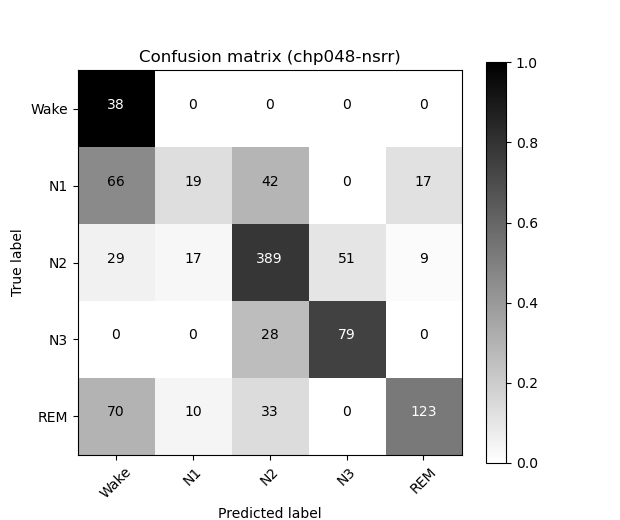 Confusion matrix (chp048-nsrr)
True label
Wake 38 0 0 0 0
N1 66 19 42 0 17
N2 29 17 389 51 9
N3 0 0 28 79 0
REM 70 10 33 0 123
Wake N1 N2 N3 REM
Predicted label
1.0
0.8
0.6
0.4
0.2
0.0